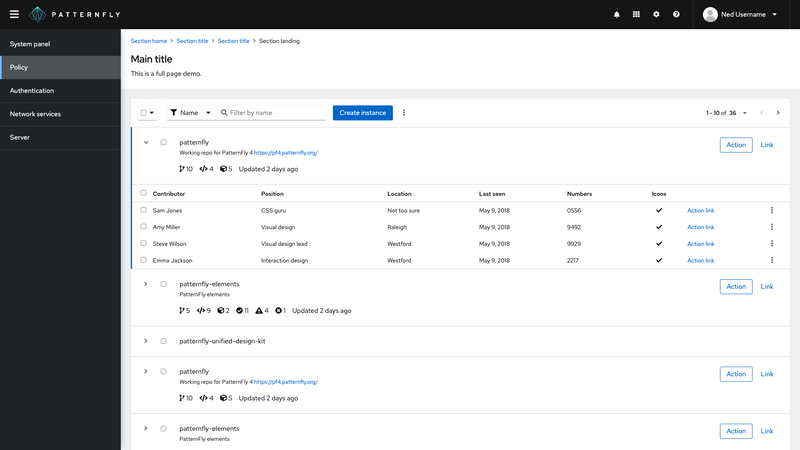 PATTERNFLY
Ned Username
System panel
Policy
Authentication
Network services
Server
Section home > Section title > Section title > Section landing
Main title
This is a full page demo.
Name
Filter by name
Create instance
1 - 10 of 36
patternfly
Working repo for PatternFly 4 https://pf4.patternfly.org/
10 4 5 Updated 2 days ago
Action Link
Contributor Position Location Last seen Numbers Icons
Sam Jones CSS guru Not too sure May 9, 2018 0556 Action link
Amy Miller Visual design Raleigh May 9, 2018 9492 Action link
Steve Wilson Visual design lead Westford May 9, 2018 9929 Action link
Emma Jackson Interaction design Westford May 9, 2018 2217 Action link
patternfly-elements
PatternFly elements
5 9 2 11 4 1 Updated 2 days ago
Action Link
patternfly-unified-design-kit
patternfly
Working repo for PatternFly 4 https://pf4.patternfly.org/
10 4 5 Updated 2 days ago
Action Link
patternfly-elements
PatternFly elements
Action Link